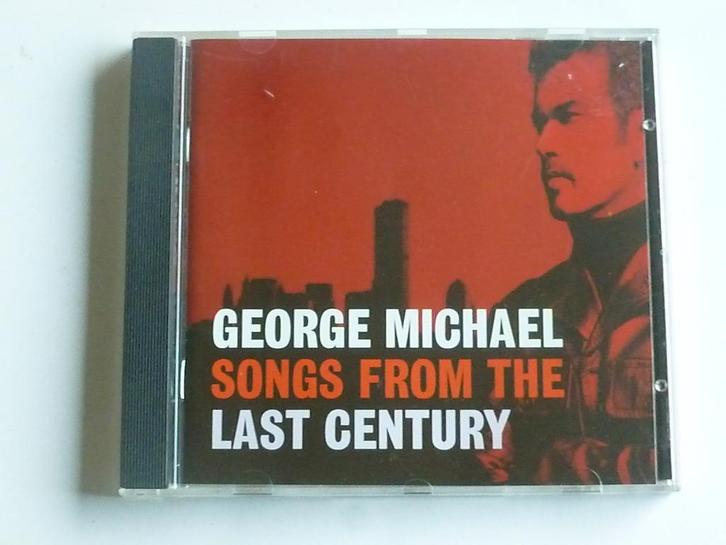 GEORGE MICHAEL
SONGS FROM THE
LAST CENTURY